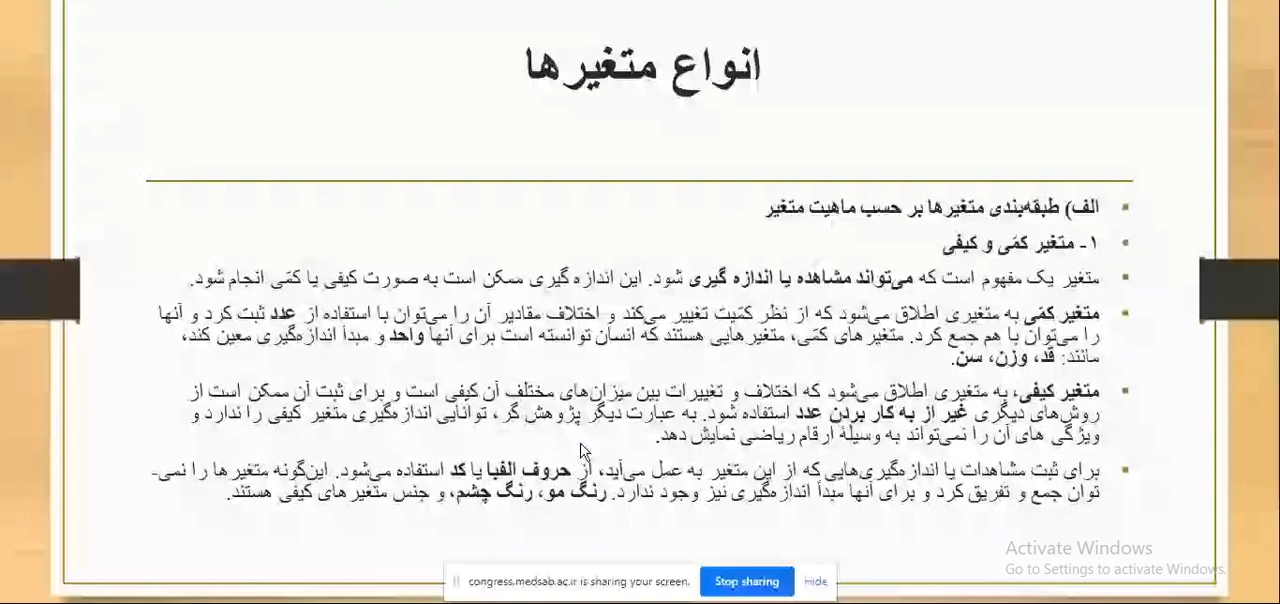 انواع متغیرها
الف) طبقه‌بندی متغیرها بر حسب ماهیت متغیر
۱- متغیر کمّی و کیفی
متغیر یک مفهوم است که می‌تواند مشاهده یا اندازه گیری شود. این اندازه گیری ممکن است به صورت کیفی یا کمّی انجام شود.
متغیر کمّی به متغیری اطلاق می‌شود که از نظر کمّیت تغییر می‌کند و اختلاف مقادیر آن را می‌توان با استفاده از عدد ثبت کرد و آنها
را می‌توان با هم جمع کرد. متغیرهای کمّی، متغیرهایی هستند که انسان توانسته است برای آنها واحد و مبدأ اندازه‌گیری معین کند،
مانند: قد، وزن، سن.
متغیر کیفی، به متغیری اطلاق می‌شود که اختلاف و تغییرات بین میزان‌های مختلف آن کیفی است و برای ثبت آن ممکن است از
روش‌های دیگری غیر از به کار بردن عدد استفاده شود. به عبارت دیگر پژوهش گر، توانایی اندازه‌گیری متغیر کیفی را ندارد و
ویژگی های آن را نمی‌تواند به وسیلهٔ ارقام ریاضی نمایش دهد.
برای ثبت مشاهدات یا اندازه‌گیری‌هایی که از این متغیر به عمل می‌آید، از حروف الفبا یا کد استفاده می‌شود. این‌گونه متغیرها را نمی-
توان جمع و تفریق کرد و برای آنها مبدأ اندازه‌گیری نیز وجود ندارد. رنگ مو، رنگ چشم، و جنس متغیرهای کیفی هستند.
Activate Windows
Go to Settings to activate Windows.
congress.medsab.ac.ir is sharing your screen. Stop sharing hide